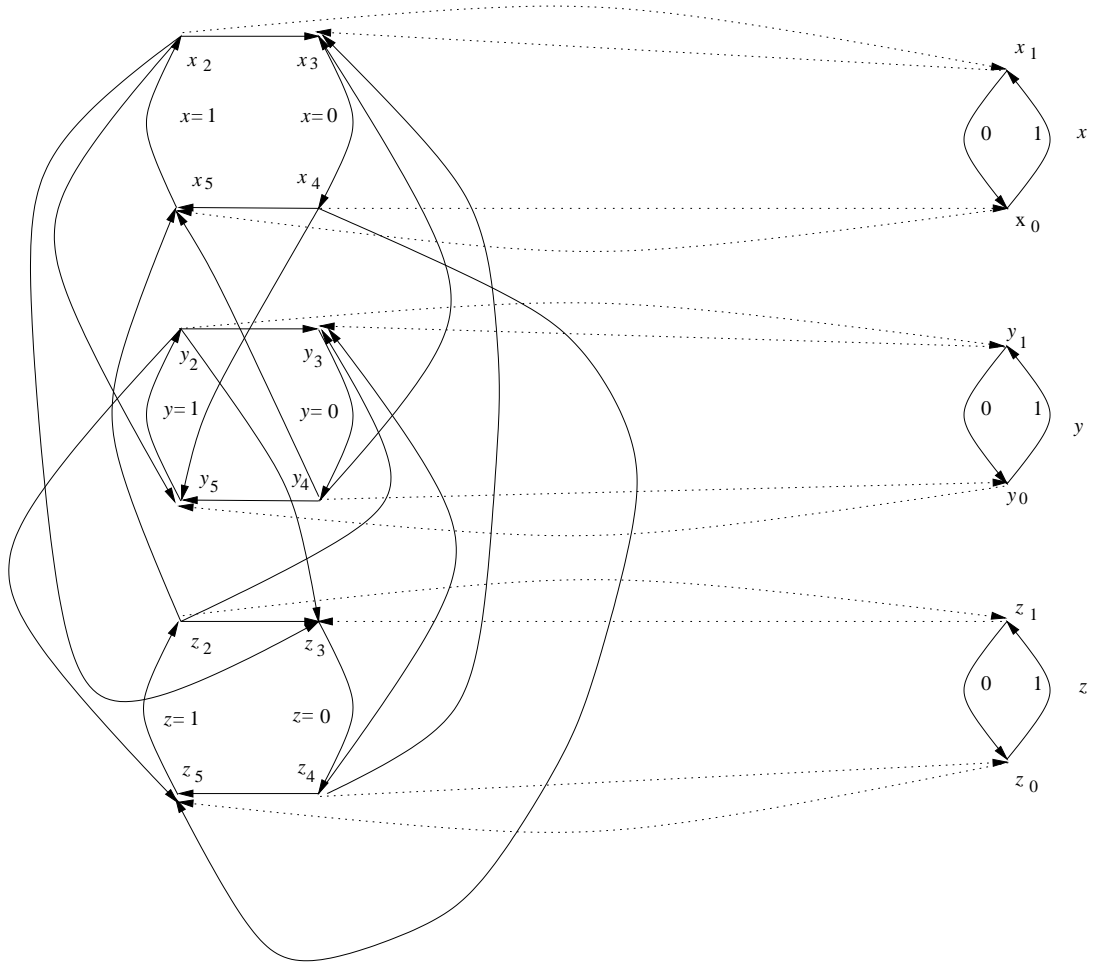 x 1
x 2 x 3
x= 1 x= 0 0 1 x
x 5 x 4
x 0
y 1
y 2 y 3
y= 1 y= 0 0 1 y
y 5 y 4
y 0
z 1
z 2 z 3
0 1 z
z= 1 z= 0
z 5 z 4
z 0